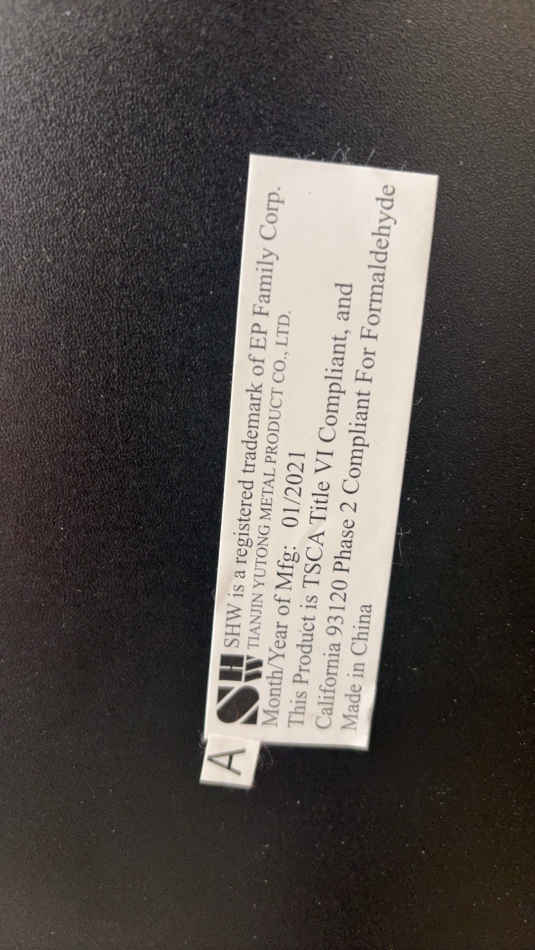 A
SHW SHW is a registered trademark of EP Family Corp.
TIANJIN YUTONG METAL PRODUCT CO., LTD.
Month/Year of Mfg: 01/2021
This Product is TSCA Title VI Compliant, and
California 93120 Phase 2 Compliant For Formaldehyde
Made in China